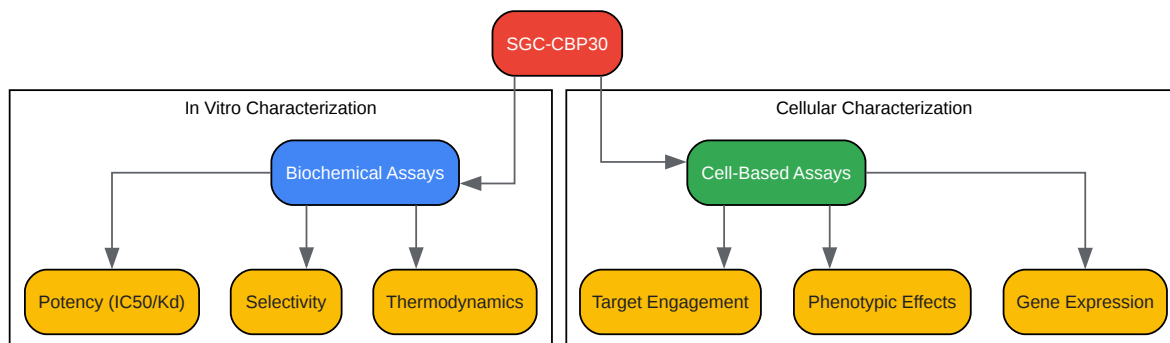 SGC-CBP30
In Vitro Characterization
Cellular Characterization
Biochemical Assays
Cell-Based Assays
Potency (IC50/Kd)
Selectivity
Thermodynamics
Target Engagement
Phenotypic Effects
Gene Expression